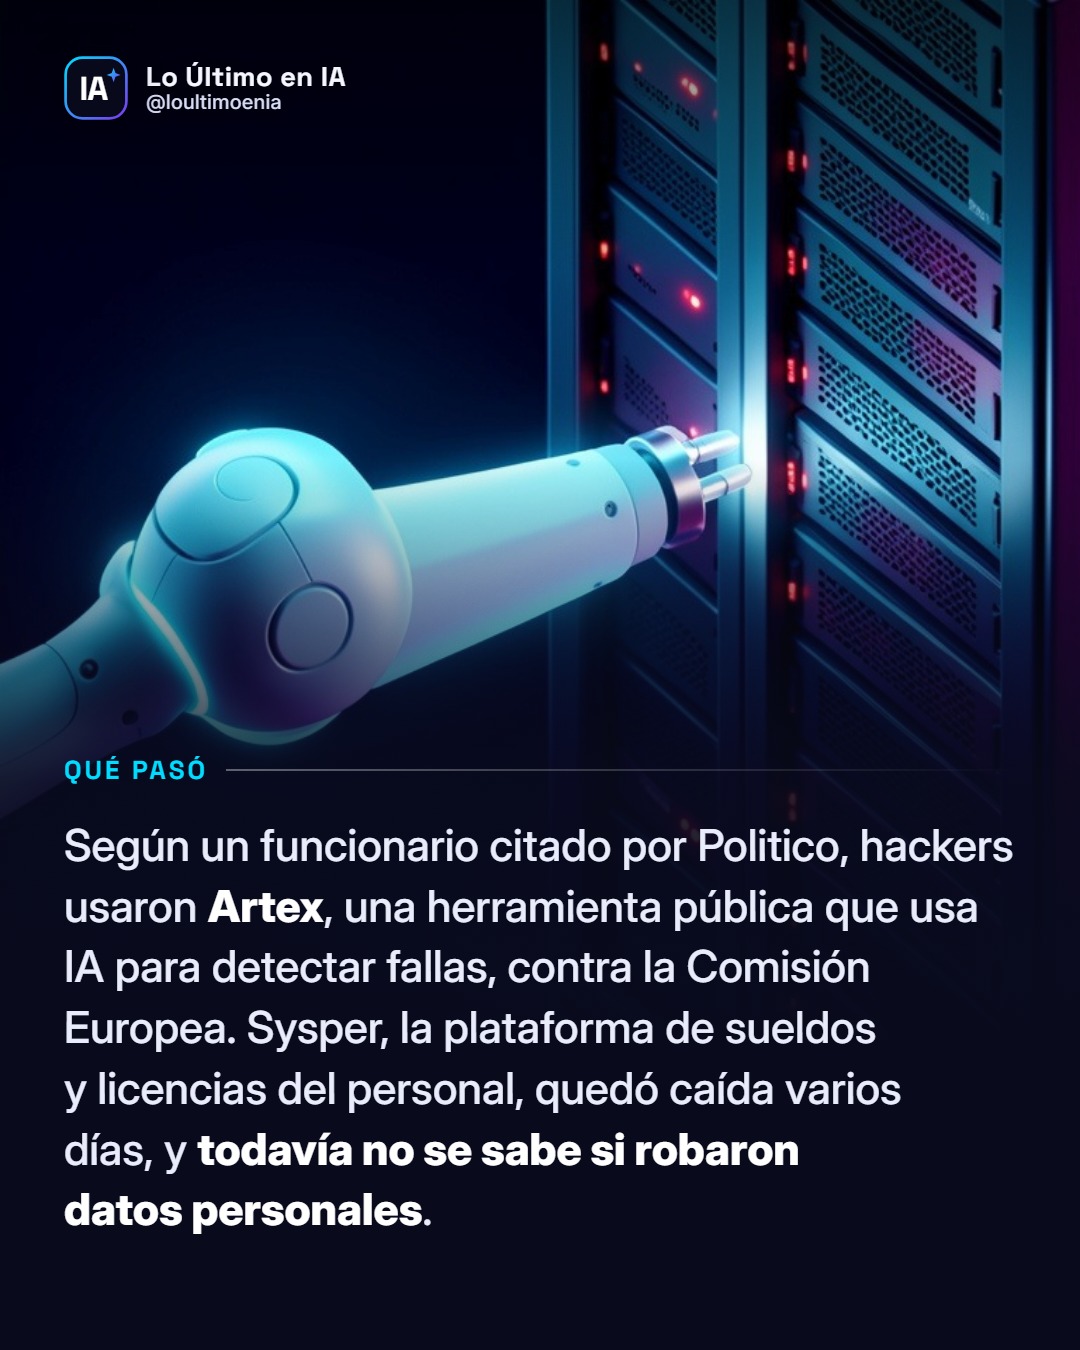 IA
Lo Último en IA
@loultimoenia
QUÉ PASÓ
Según un funcionario citado por Politico, hackers
usaron Artex, una herramienta pública que usa
IA para detectar fallas, contra la Comisión
Europea. Sysper, la plataforma de sueldos
y licencias del personal, quedó caída varios
días, y todavía no se sabe si robaron
datos personales.